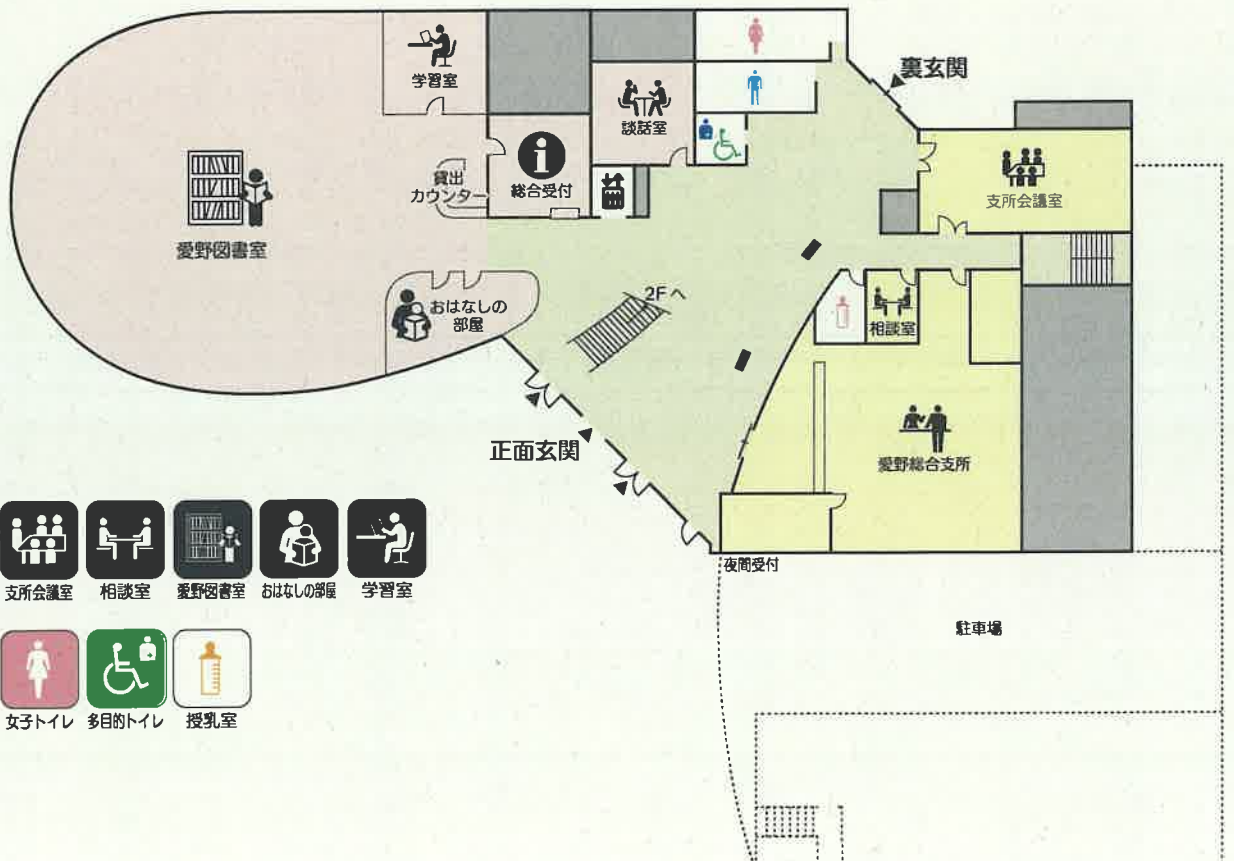 学習室
裏玄関
談話室
貸出
カウンター
総合受付
支所会議室
愛野図書室
おはなしの
部屋
2Fへ
相談室
正面玄関
愛野総合支所
夜間受付
駐車場
支所会議室
相談室
愛野図書室
おはなしの部屋
学習室
女子トイレ
多目的トイレ
授乳室